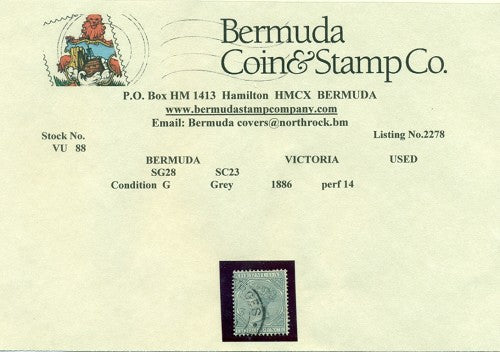 Bermuda
Coin&Stamp Co.
P.O. Box HM 1413 Hamilton HMCX BERMUDA
www.bermudastampcompany.com
Email: Bermuda covers@northrock.bm
Stock No. Listing No.2278
VU 88
BERMUDA VICTORIA USED
SG28 SC23
Condition G Grey 1886 perf 14
BERMUDA